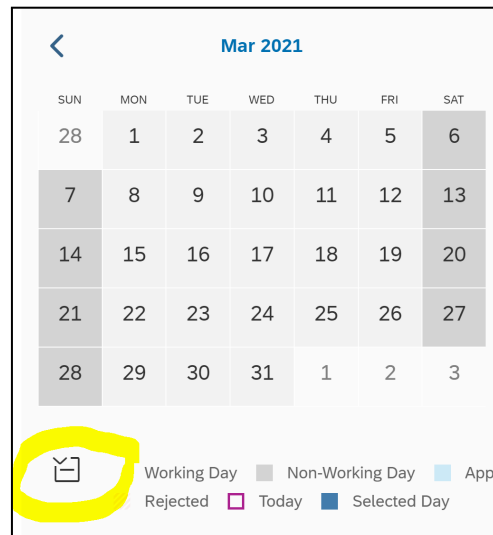 Mar 2021
SUN MON TUE WED THU FRI SAT
28 1 2 3 4 5 6
7 8 9 10 11 12 13
14 15 16 17 18 19 20
21 22 23 24 25 26 27
28 29 30 31 1 2 3
Working Day Non-Working Day App
Rejected Today Selected Day